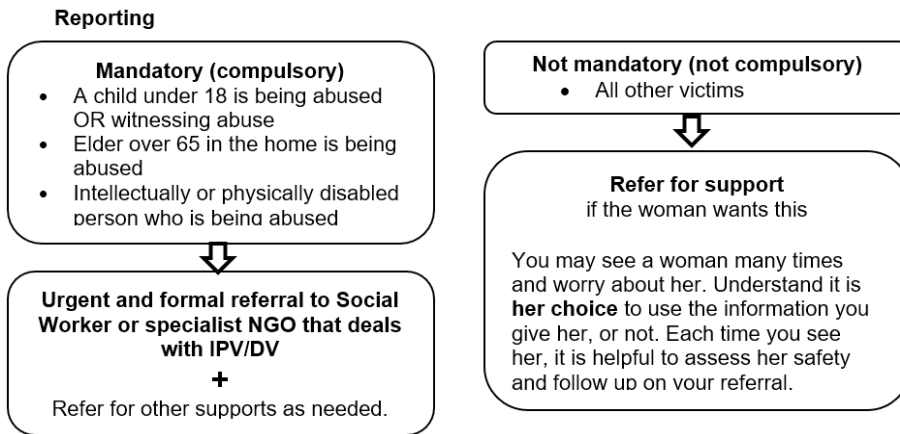 Reporting
Mandatory (compulsory)
• A child under 18 is being abused
OR witnessing abuse
• Elder over 65 in the home is being
abused
• Intellectually or physically disabled
person who is being abused
Urgent and formal referral to Social
Worker or specialist NGO that deals
with IPV/DV
+
Refer for other supports as needed.
Not mandatory (not compulsory)
• All other victims
Refer for support
if the woman wants this
You may see a woman many times
and worry about her. Understand it is
her choice to use the information you
give her, or not. Each time you see
her, it is helpful to assess her safety
and follow up on your referral.